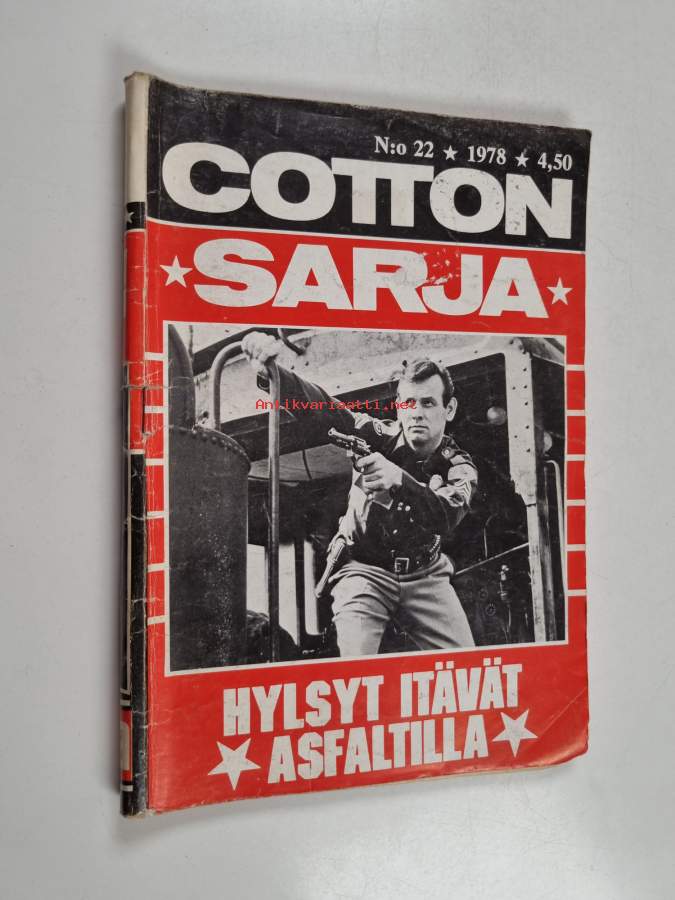 N:o 22 ★ 1978 ★ 4,50
COTTON
★ SARJA ★
Antikvariaatti.net
HYLSYT ITÄVÄT
★ ASFALTILLA ★